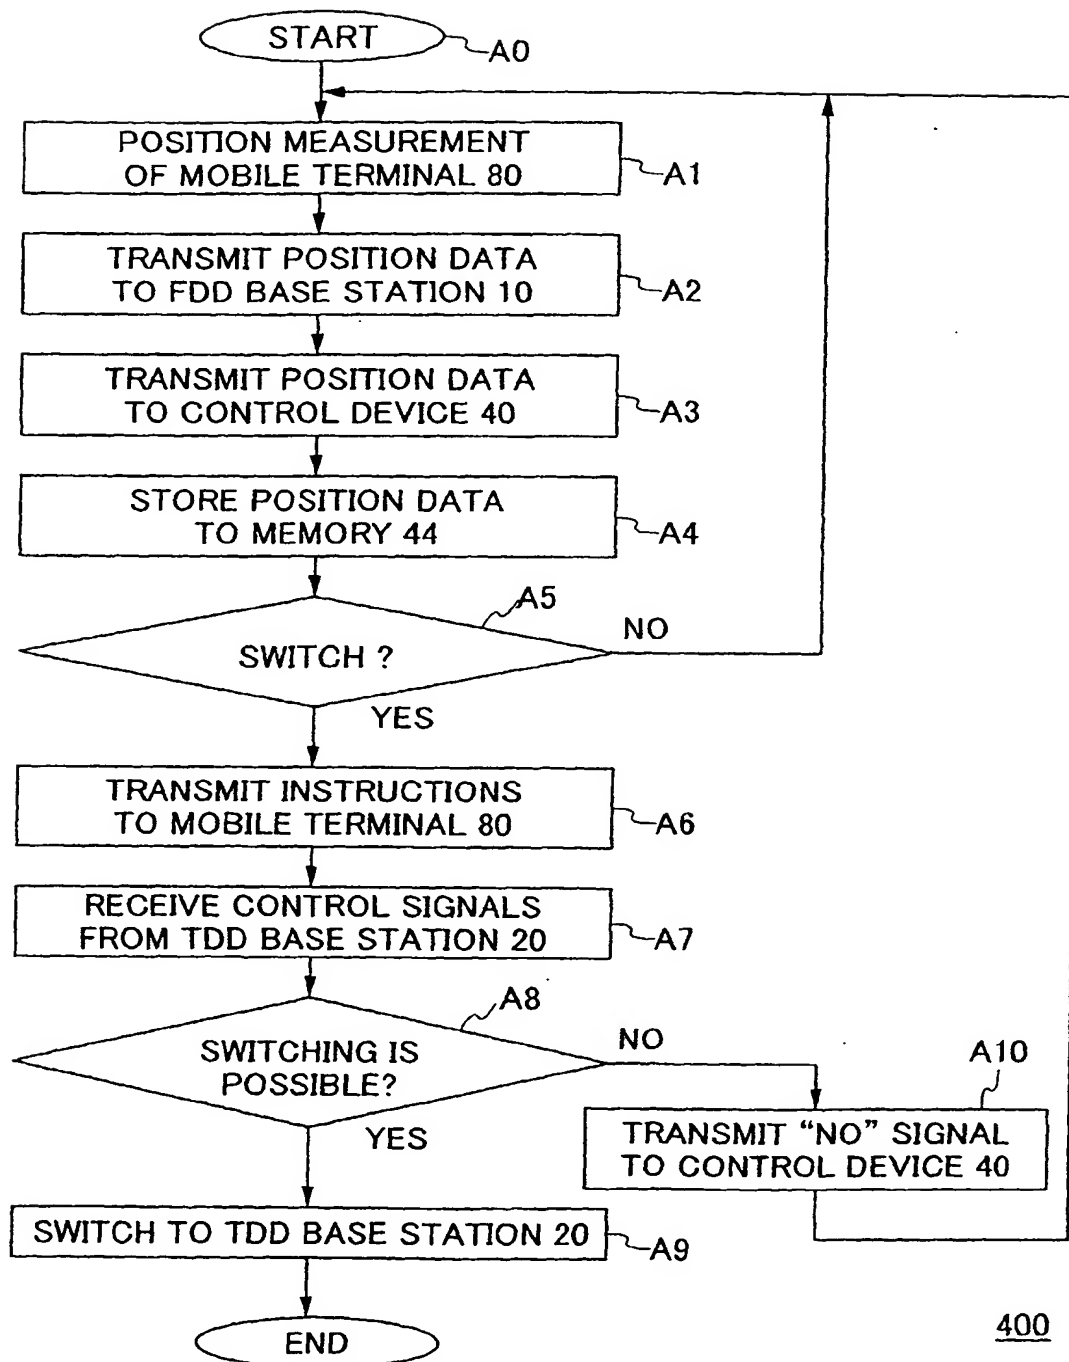 START
A0
POSITION MEASUREMENT
OF MOBILE TERMINAL 80
A1
TRANSMIT POSITION DATA
TO FDD BASE STATION 10
A2
TRANSMIT POSITION DATA
TO CONTROL DEVICE 40
A3
STORE POSITION DATA
TO MEMORY 44
A4
A5
SWITCH ?
NO
YES
TRANSMIT INSTRUCTIONS
TO MOBILE TERMINAL 80
A6
RECEIVE CONTROL SIGNALS
FROM TDD BASE STATION 20
A7
A8
SWITCHING IS
POSSIBLE?
NO
YES
A10
TRANSMIT “NO” SIGNAL
TO CONTROL DEVICE 40
SWITCH TO TDD BASE STATION 20
A9
END
400